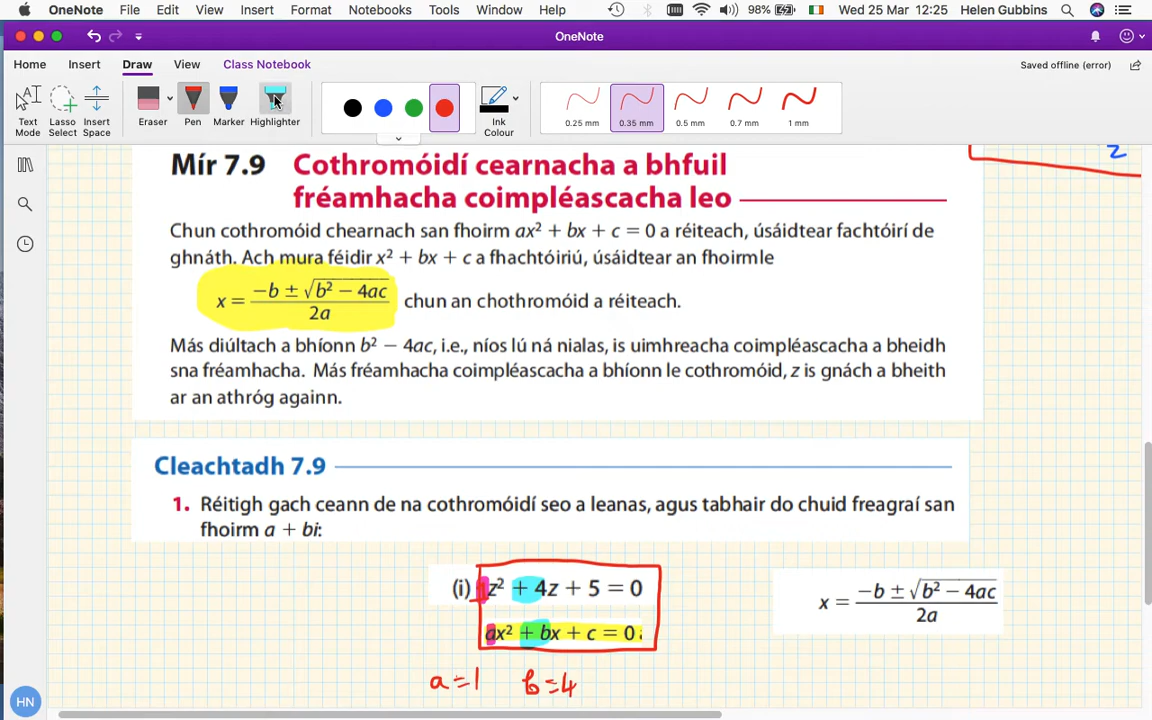 OneNote File Edit View Insert Format Notebooks Tools Window Help 98% Wed 25 Mar 12:25 Helen Gubbins
OneNote
Home Insert Draw View Class Notebook Saved offline (error)
Text Mode
Lasso Select
Insert Space
Eraser
Pen
Marker
Highlighter
Ink Colour
0.25 mm
0.35 mm
0.5 mm
0.7 mm
1 mm
z
Mír 7.9 Cothromóidí cearnacha a bhfuil
fréamhacha coimpléascacha leo
Chun cothromóid chearnach san fhoirm ax² + bx + c = 0 a réiteach, úsáidtear fachtóirí de
ghnáth. Ach mura féidir x² + bx + c a fhachtóiriú, úsáidtear an fhoirmle
x = (-b ± √(b² − 4ac)) / 2a chun an chothromóid a réiteach.
Más diúltach a bhíonn b² − 4ac, i.e., níos lú ná nialas, is uimhreacha coimpléascacha a bheidh
sna fréamhacha. Más fréamhacha coimpléascacha a bhíonn le cothromóid, z is gnách a bheith
ar an athróg againn.
Cleachtadh 7.9
1. Réitigh gach ceann de na cothromóidí seo a leanas, agus tabhair do chuid freagraí san
fhoirm a + bi:
(i) 1z² + 4z + 5 = 0
ax² + bx + c = 0
x = (−b ± √(b² − 4ac)) / 2a
a=1 b=4
HN